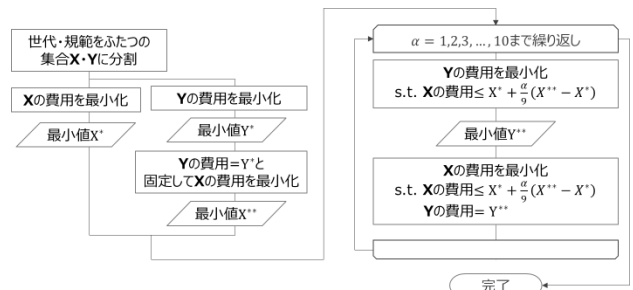 世代・規範をふたつの
集合X・Yに分割
Xの費用を最小化
最小値X*
Yの費用を最小化
最小値Y*
Yの費用=Y*と
固定してXの費用を最小化
最小値X**
α = 1,2,3, … , 10まで繰り返し
Yの費用を最小化
s.t. Xの費用≤ X* + α/9 (X** − X*)
最小値Y**
Xの費用を最小化
s.t. Xの費用≤ X* + α/9 (X** − X*)
Yの費用= Y**
完了